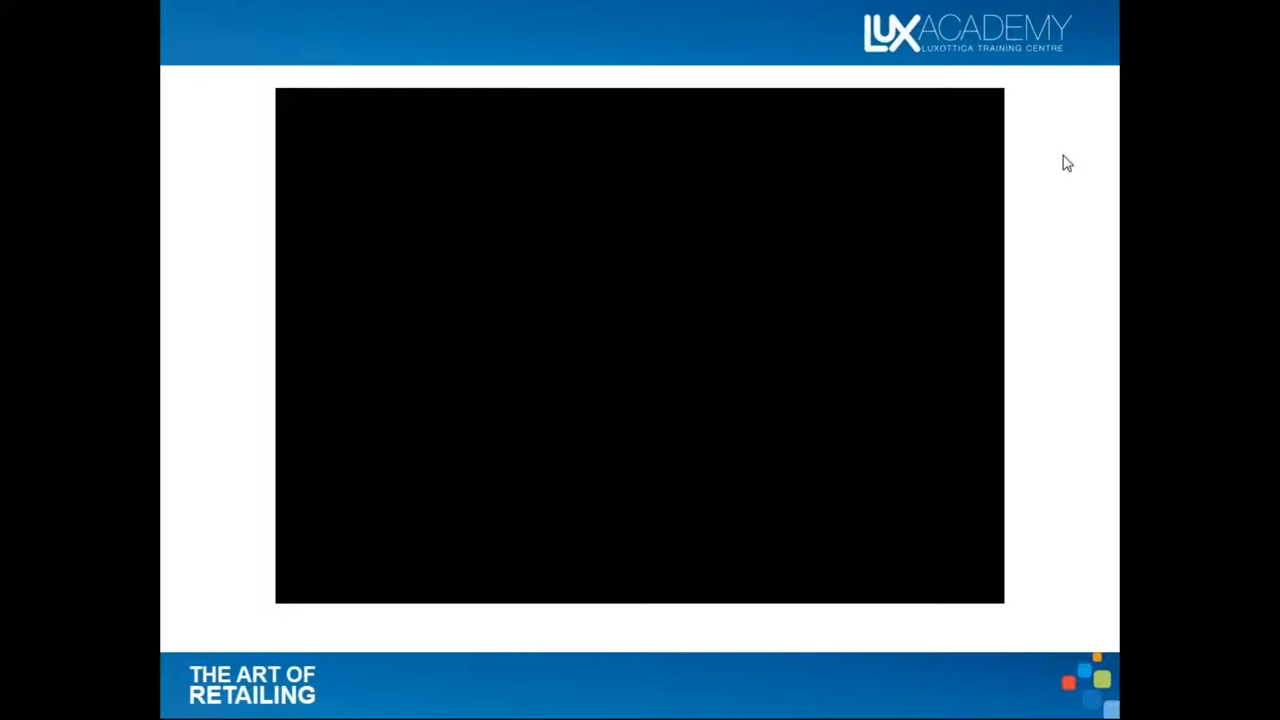 LUXACADEMY
LUXOTTICA TRAINING CENTRE
THE ART OF
RETAILING